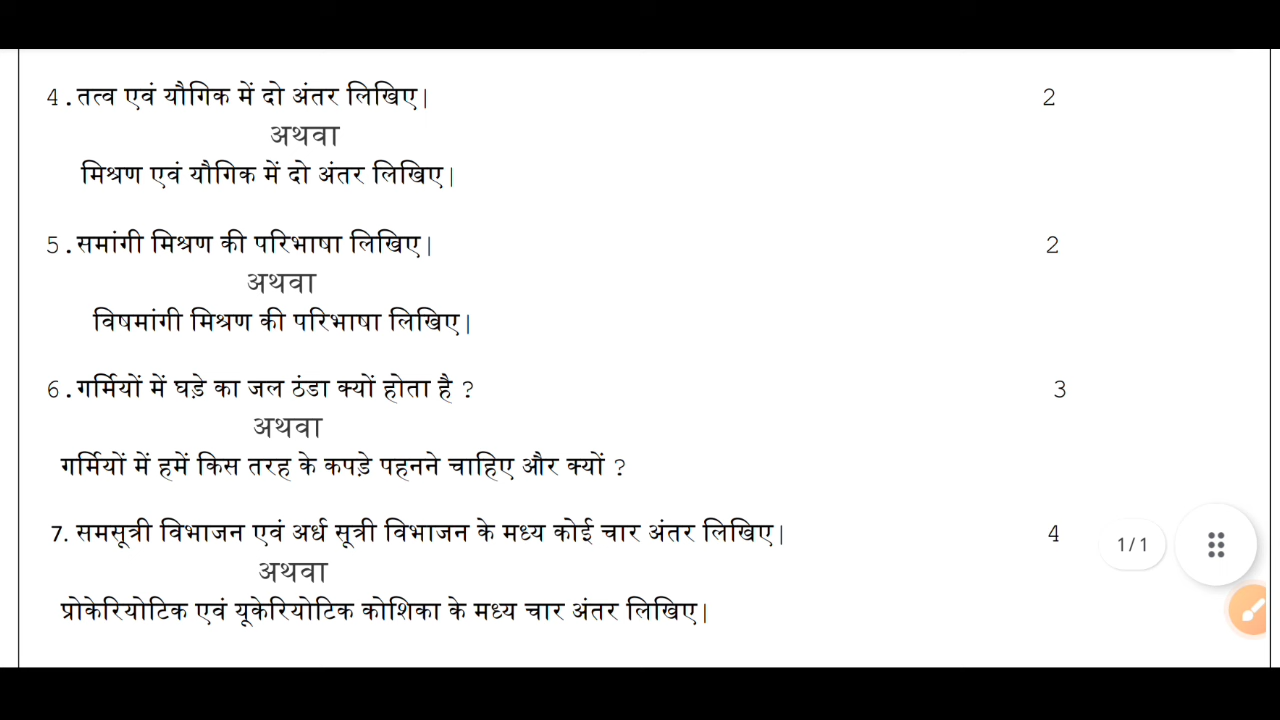 4.तत्व एवं यौगिक में दो अंतर लिखिए| 2
अथवा
मिश्रण एवं यौगिक में दो अंतर लिखिए|
5.समांगी मिश्रण की परिभाषा लिखिए| 2
अथवा
विषमांगी मिश्रण की परिभाषा लिखिए|
6.गर्मियों में घड़े का जल ठंडा क्यों होता है ? 3
अथवा
गर्मियों में हमें किस तरह के कपड़े पहनने चाहिए और क्यों ?
7. समसूत्री विभाजन एवं अर्ध सूत्री विभाजन के मध्य कोई चार अंतर लिखिए| 4
1/1
अथवा
प्रोकेरियोटिक एवं यूकेरियोटिक कोशिका के मध्य चार अंतर लिखिए|